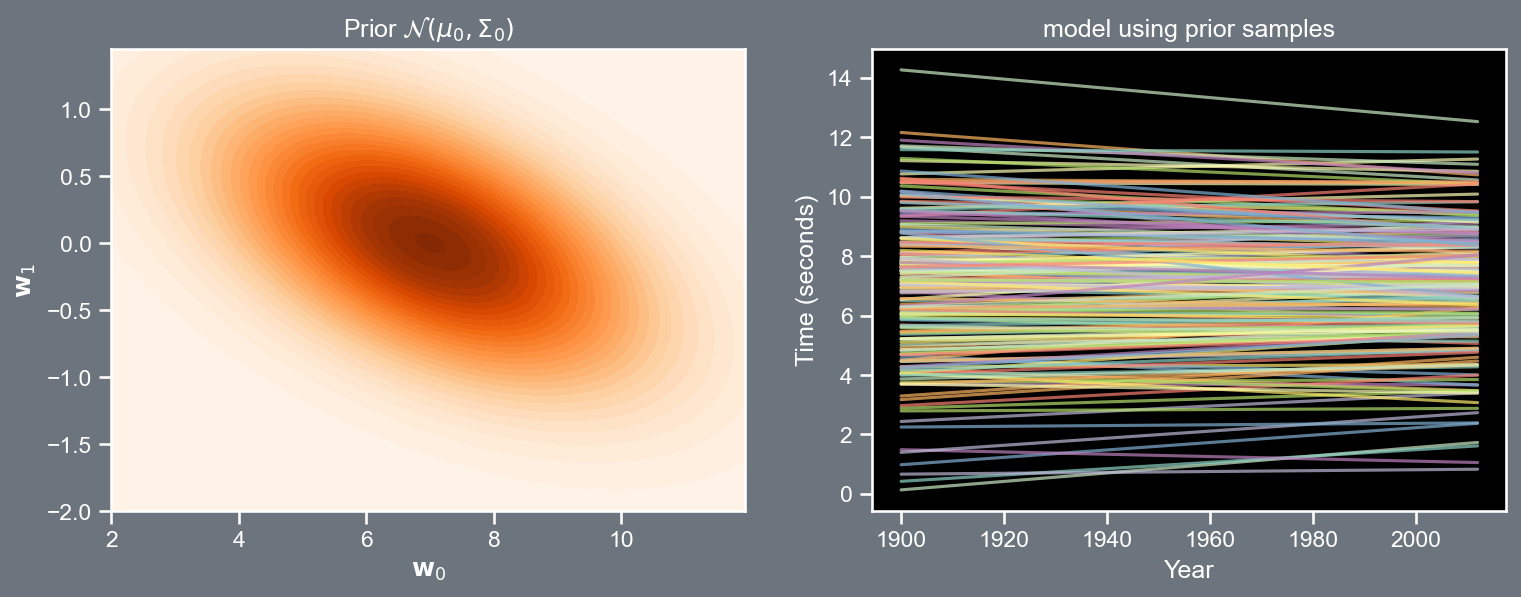 Prior 𝒩(μ₀, Σ₀)
1.0
0.5
0.0
−0.5
−1.0
−1.5
−2.0
w₁
2 4 6 8 10
w₀
model using prior samples
14
12
10
8
6
4
2
0
Time (seconds)
1900 1920 1940 1960 1980 2000
Year